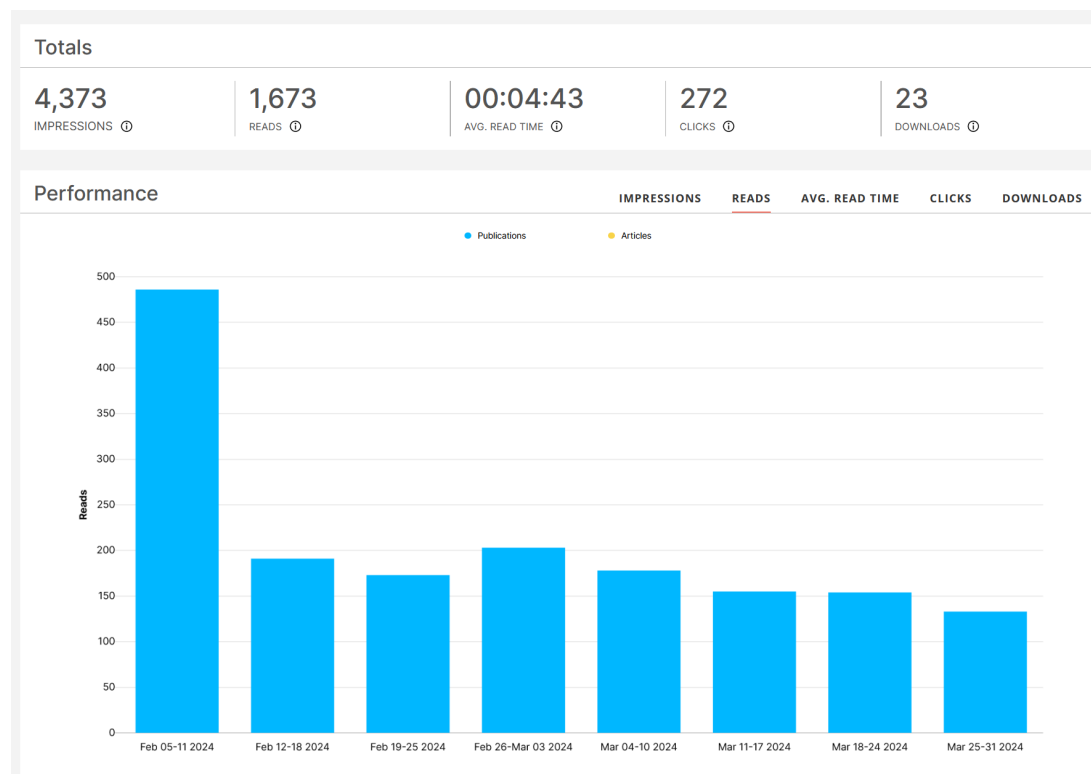 Totals
4,373 1,673 00:04:43 272 23
IMPRESSIONS READS AVG. READ TIME CLICKS DOWNLOADS
Performance IMPRESSIONS READS AVG. READ TIME CLICKS DOWNLOADS
Publications Articles
500
450
400
350
300
250
200
150
100
50
0
Reads
Feb 05-11 2024 Feb 12-18 2024 Feb 19-25 2024 Feb 26-Mar 03 2024 Mar 04-10 2024 Mar 11-17 2024 Mar 18-24 2024 Mar 25-31 2024